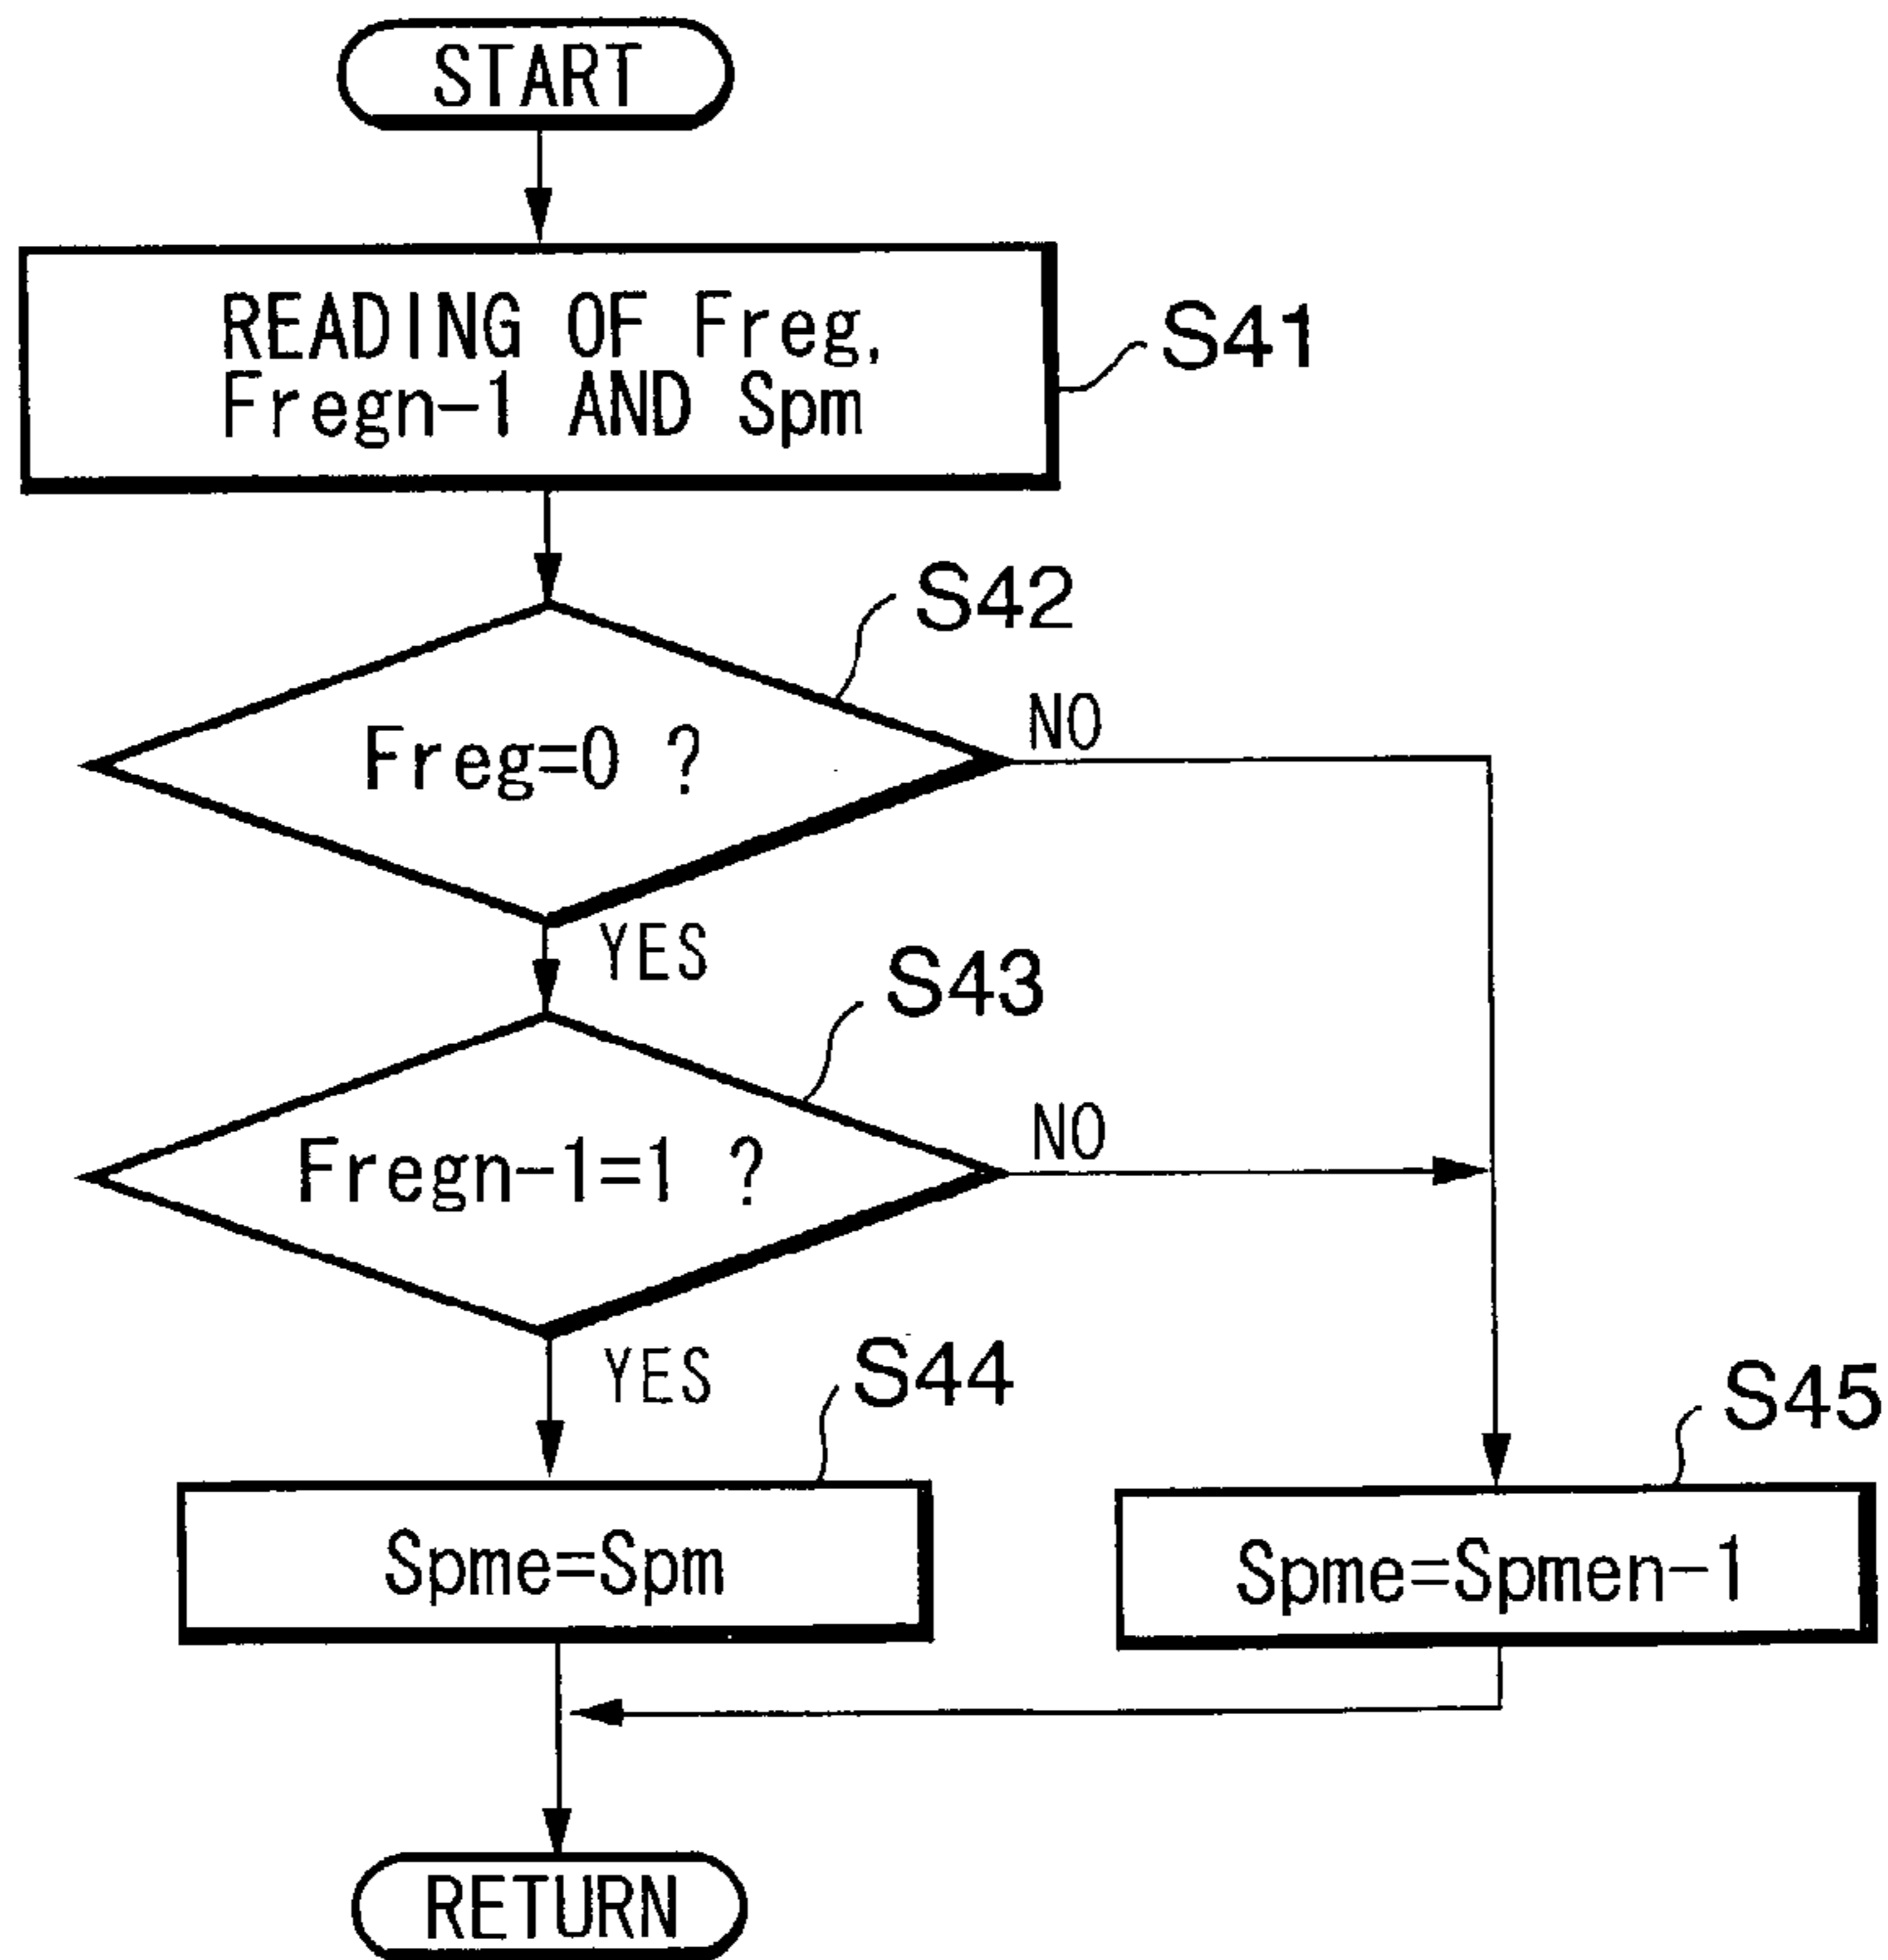 START
READING OF Freg,
Fregn-1 AND Spm
S41
S42
Freg=0 ?
NO
YES
S43
Fregn-1=1 ?
NO
YES
S44
S45
Spme=Spm
Spme=Spmen-1
RETURN